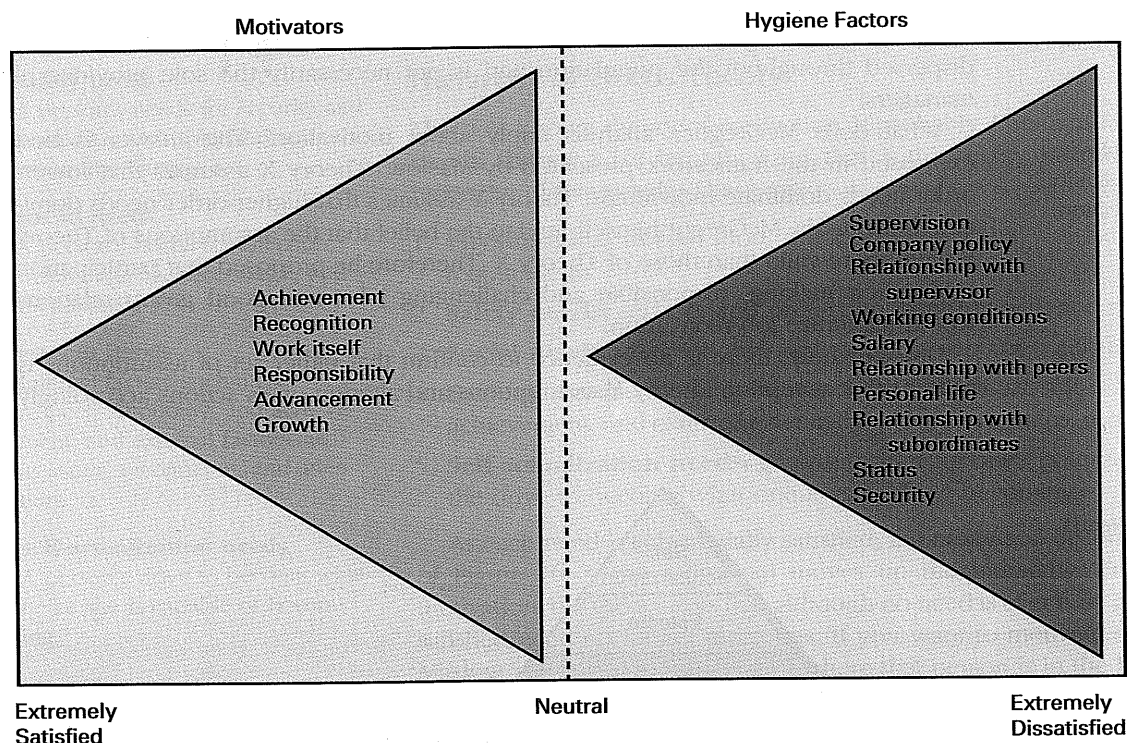 Motivators
Hygiene Factors
Achievement
Recognition
Work itself
Responsibility
Advancement
Growth
Supervision
Company policy
Relationship with
supervisor
Working conditions
Salary
Relationship with peers
Personal life
Relationship with
subordinates
Status
Security
Extremely
Satisfied
Neutral
Extremely
Dissatisfied